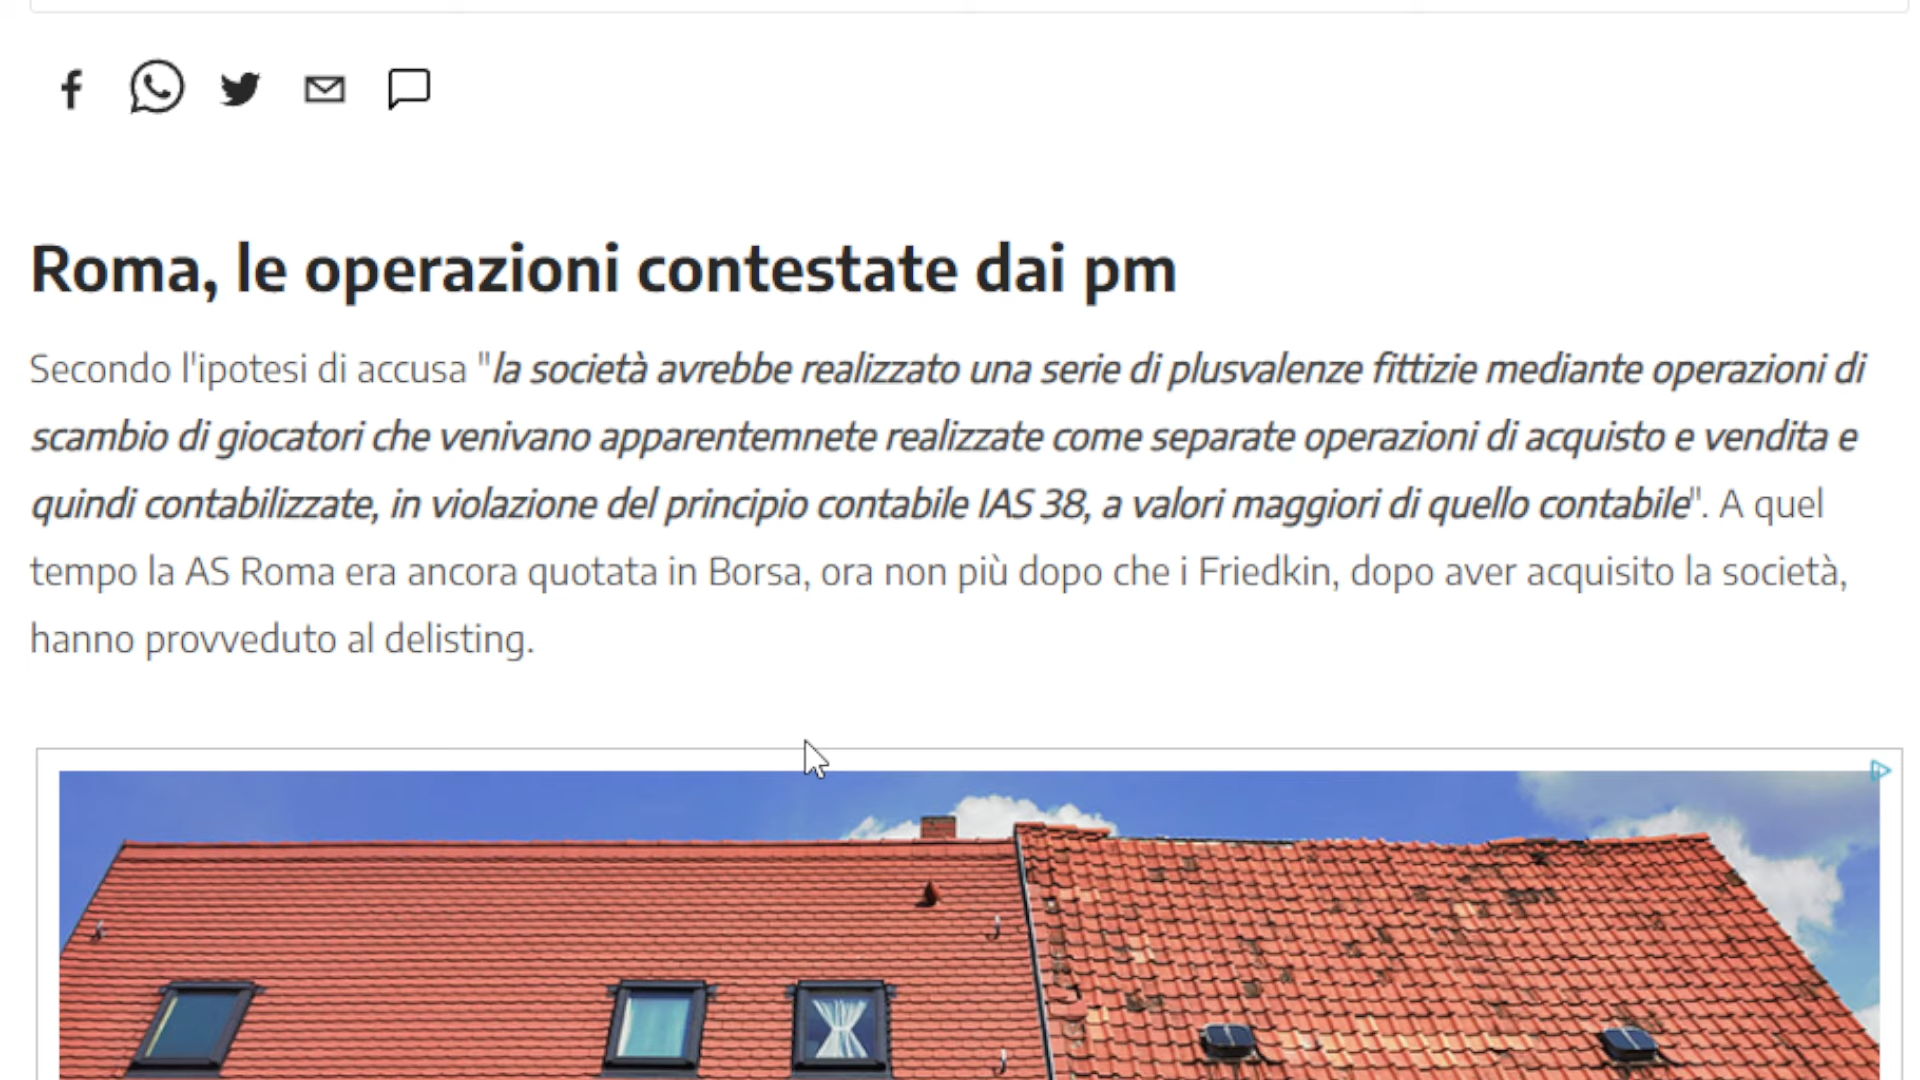 Roma, le operazioni contestate dai pm
Secondo l'ipotesi di accusa "la società avrebbe realizzato una serie di plusvalenze fittizie mediante operazioni di
scambio di giocatori che venivano apparentemnete realizzate come separate operazioni di acquisto e vendita e
quindi contabilizzate, in violazione del principio contabile IAS 38, a valori maggiori di quello contabile". A quel
tempo la AS Roma era ancora quotata in Borsa, ora non più dopo che i Friedkin, dopo aver acquisito la società,
hanno provveduto al delisting.